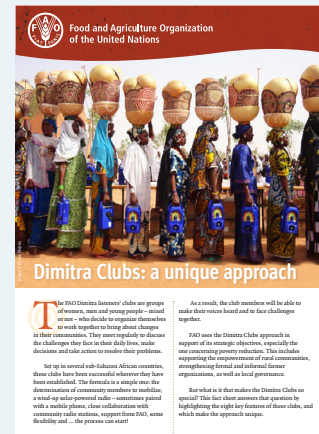 Food and Agriculture Organization
of the United Nations
Dimitra Clubs: a unique approach
The FAO Dimitra listeners' clubs are groups
of women, men and young people – mixed
or not – who decide to organize themselves
to work together to bring about changes
in their communities. They meet regularly to discuss
the challenges they face in their daily lives, make
decisions and take action to resolve their problems.
Set up in several sub-Saharan African countries,
these clubs have been successful wherever they have
been established. The formula is a simple one: the
determination of community members to mobilize,
a wind-up solar-powered radio – sometimes paired
with a mobile phone, close collaboration with
community radio stations, support from FAO, some
flexibility and ... the process can start!
As a result, the club members will be able to
make their voices heard and to face challenges
together.
FAO uses the Dimitra Clubs approach in
support of its strategic objectives, especially the
one concerning poverty reduction. This includes
supporting the empowerment of rural communities,
strengthening formal and informal farmer
organizations, as well as local governance.
But what is it that makes the Dimitra Clubs so
special? This fact sheet answers that question by
highlighting the eight key features of these clubs, and
which make the approach unique.